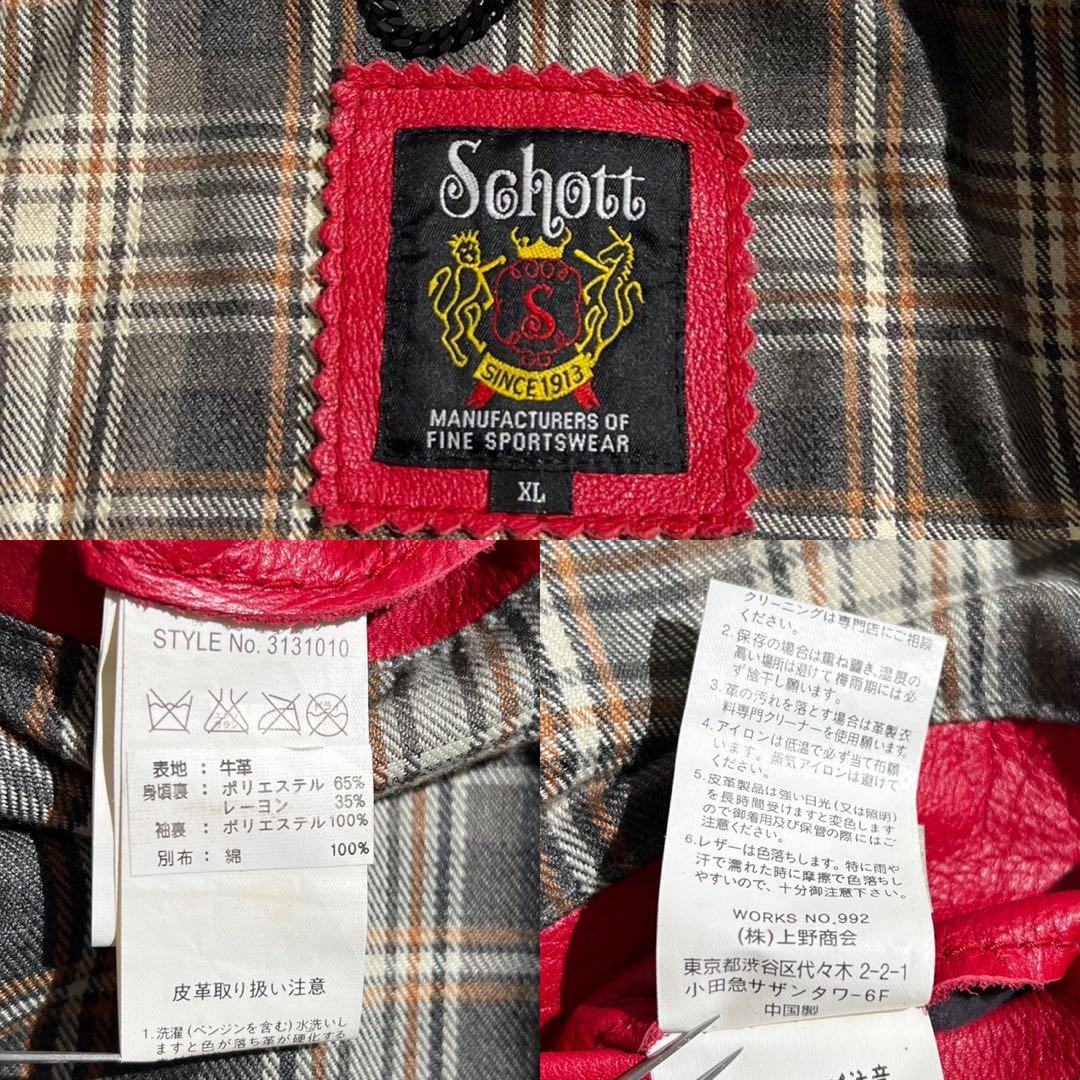 Schott
S
SINCE 1913
MANUFACTURERS OF
FINE SPORTSWEAR
XL
STYLE No. 3131010
表地 : 牛革
身頃裏 : ポリエステル 65%
レーヨン 35%
袖裏 : ポリエステル100%
別布 : 綿 100%
皮革取り扱い注意
1.洗濯(ベンジンを含む)水洗いし
ますと色が落ち革が硬化する
クリーニングは専門店にご相談
ください。
2.保存の場合は重ね置き、湿度の
高い場所は避けて梅雨期には必
ず陰干し願います。
3.革の汚れを落とす場合は革製衣
料専門クリーナーを使用願います
4.アイロンは低温で必ず当て布願
います。蒸気アイロンは避けて
ください。
5.皮革製品は強い日光(又は照明)
を長時間受けますと変色します
ので御着用及び保管の際にはご
注意ください。
6.レザーは色落ちします。特に雨や
汗で濡れた時に摩擦で色落ちし
やすいので、十分御注意下さい。
WORKS NO.992
(株)上野商会
東京都渋谷区代々木 2-2-1
小田急サザンタワー6F
中国製
注意